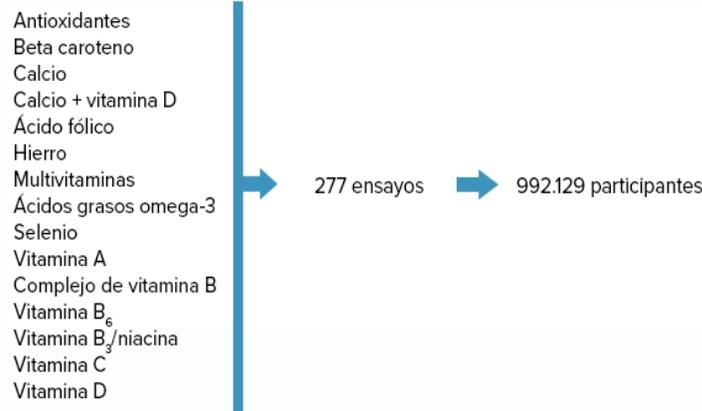 Antioxidantes
Beta caroteno
Calcio
Calcio + vitamina D
Ácido fólico
Hierro
Multivitaminas
Ácidos grasos omega-3
Selenio
Vitamina A
Complejo de vitamina B
Vitamina B₆
Vitamina B₃/niacina
Vitamina C
Vitamina D
277 ensayos
992.129 participantes